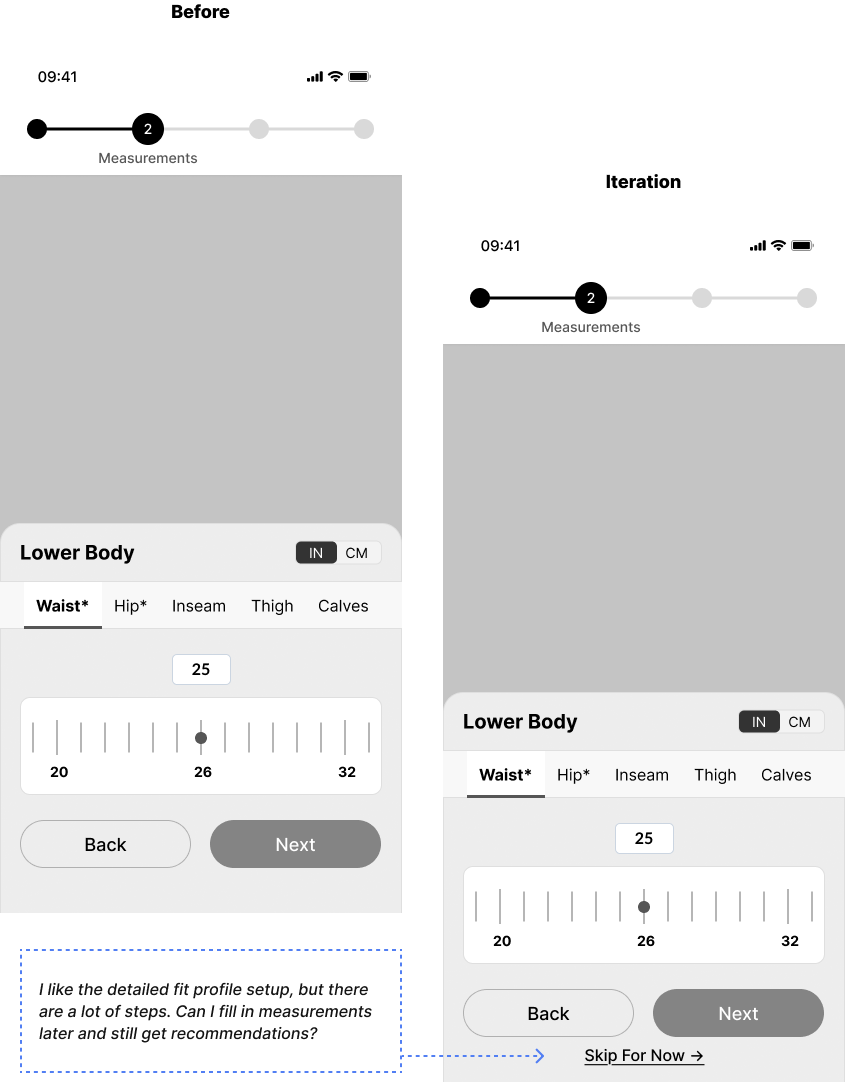 Before
09:41
2
Measurements
Lower Body
IN CM
Waist* Hip* Inseam Thigh Calves
25
20 26 32
Back Next
I like the detailed fit profile setup, but there
are a lot of steps. Can I fill in measurements
later and still get recommendations?
Iteration
09:41
2
Measurements
Lower Body
IN CM
Waist* Hip* Inseam Thigh Calves
25
20 26 32
Back Next
Skip For Now →